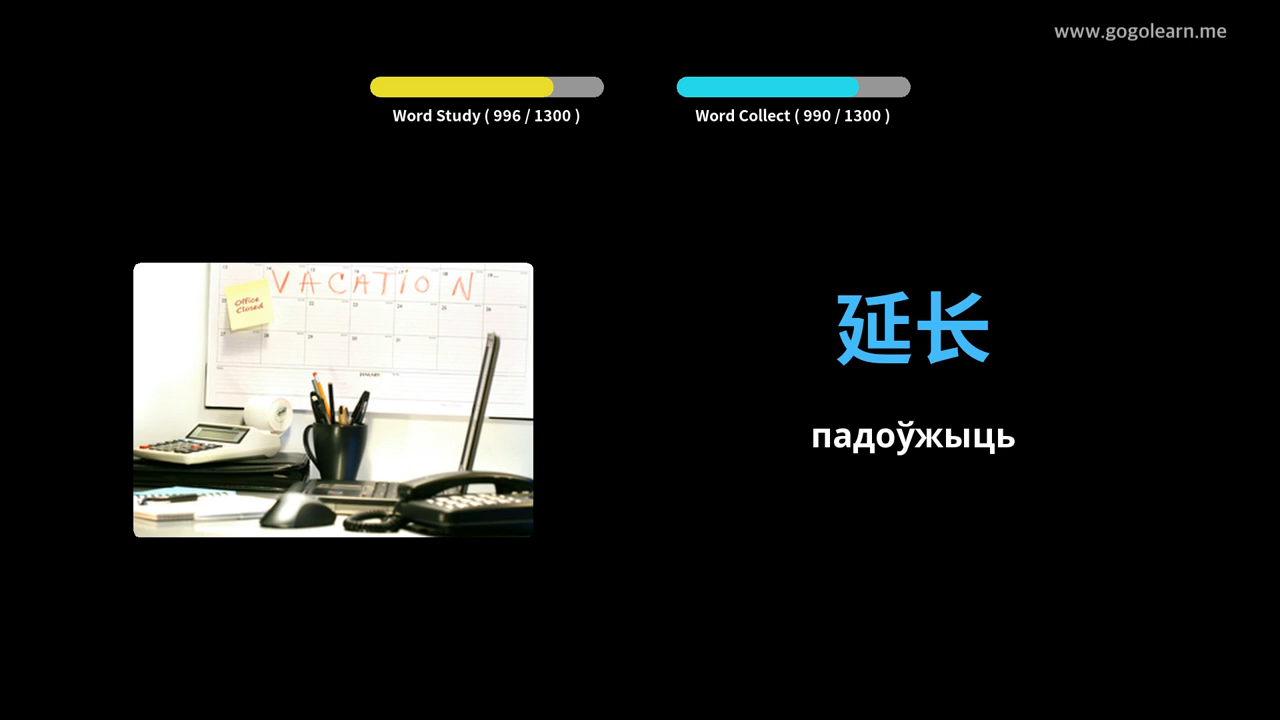 www.gogolearn.me
Word Study ( 996 / 1300 )
Word Collect ( 990 / 1300 )
VACATION
Office
Closed
延长
падоўжыць